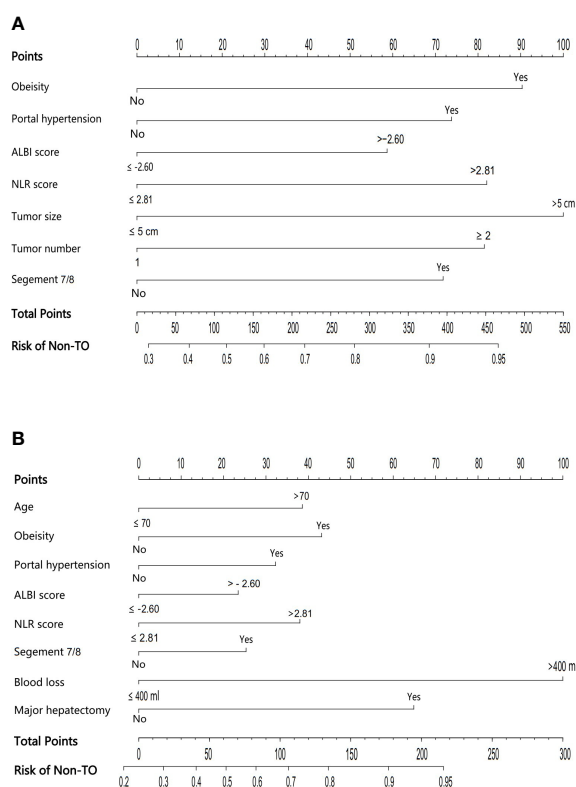 A
0 10 20 30 40 50 60 70 80 90 100
Points
Obeisity
Yes
No
Portal hypertension
Yes
No
ALBI score
>−2.60
≤ -2.60
NLR score
>2.81
≤ 2.81
Tumor size
>5 cm
≤ 5 cm
Tumor number
≥ 2
1
Segement 7/8
Yes
No
Total Points
0 50 100 150 200 250 300 350 400 450 500 550
Risk of Non-TO
0.3 0.4 0.5 0.6 0.7 0.8 0.9 0.95
B
0 10 20 30 40 50 60 70 80 90 100
Points
Age
>70
≤ 70
Obeisity
Yes
No
Portal hypertension
Yes
No
ALBI score
> - 2.60
≤ -2.60
NLR score
>2.81
≤ 2.81
Segement 7/8
Yes
No
Blood loss
>400 m
≤ 400 ml
Major hepatectomy
Yes
No
Total Points
0 50 100 150 200 250 300
Risk of Non-TO
0.2 0.3 0.4 0.5 0.6 0.7 0.8 0.9 0.95